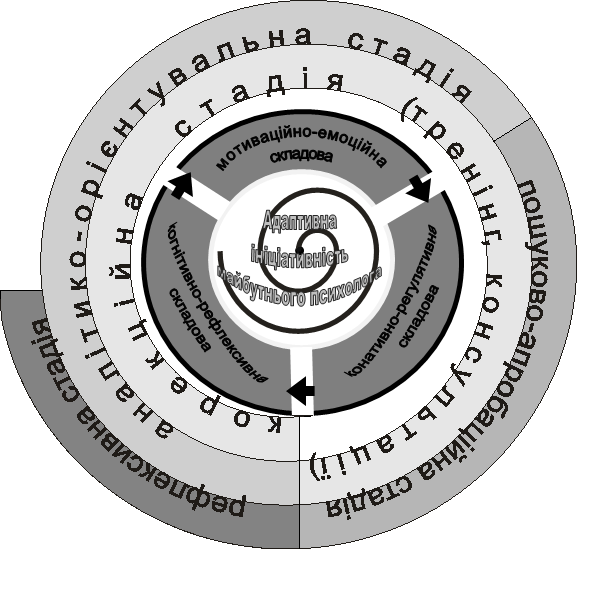 аналітико-орієнтувальна стадія
корекційна стадія (тренінг, консультації)
пошуково-апробаційна стадія
рефлексивна стадія
мотиваційно-емоційна
складова
конативно-регулятивна
складова
когнітивно-рефлексивна
складова
Адаптивна
ініціативність
майбутнього психолога